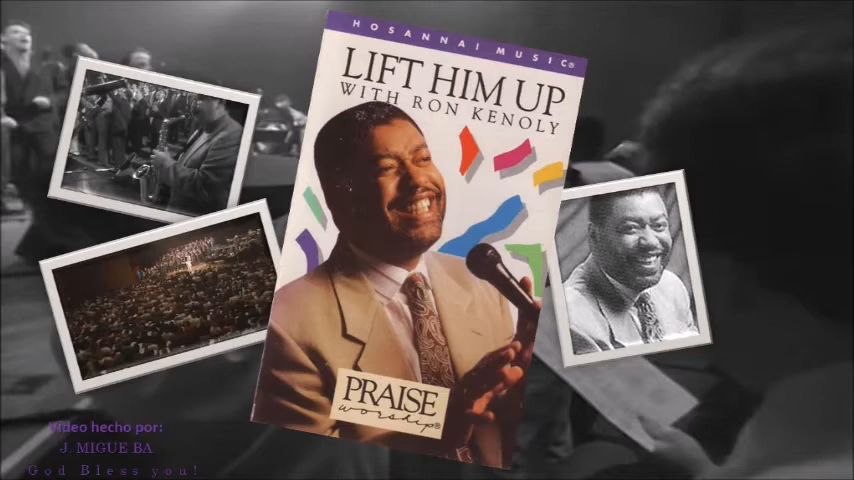 HOSANNA! MUSIC®
LIFT HIM UP
WITH RON KENOLY
PRAISE
worship®
Video hecho por:
J. MIGUE BA
God Bless you!